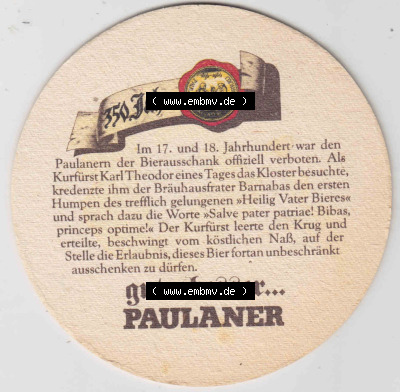 350 Jah
( www.embmv.de )
Im 17. und 18. Jahrhundert war den
Paulanern der Bierausschank offiziell verboten. Als
Kurfürst Karl Theodor eines Tages das Kloster besuchte,
kredenzte ihm der Bräuhausfrater Barnabas den ersten
Humpen des trefflich gelungenen »Heilig Vater Bieres«
und sprach dazu die Worte »Salve pater patriae! Bibas,
princeps optime!« Der Kurfürst leerte den Krug und
erteilte, beschwingt vom köstlichen Naß, auf der
Stelle die Erlaubnis, dieses Bier fortan unbeschränkt
ausschenken zu dürfen.
( www.embmv.de )
PAULANER